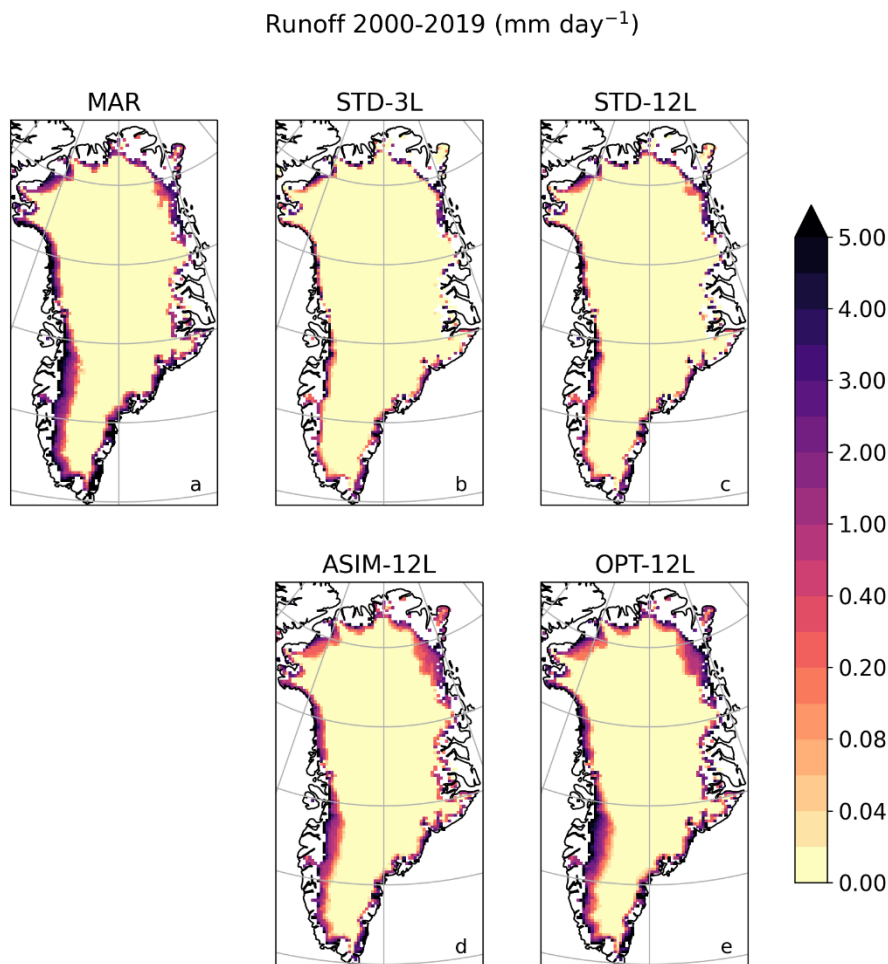 Runoff 2000-2019 (mm day⁻¹)
MAR
STD-3L
STD-12L
a
b
c
ASIM-12L
OPT-12L
d
e
5.00
4.00
3.00
2.00
1.00
0.40
0.20
0.08
0.04
0.00